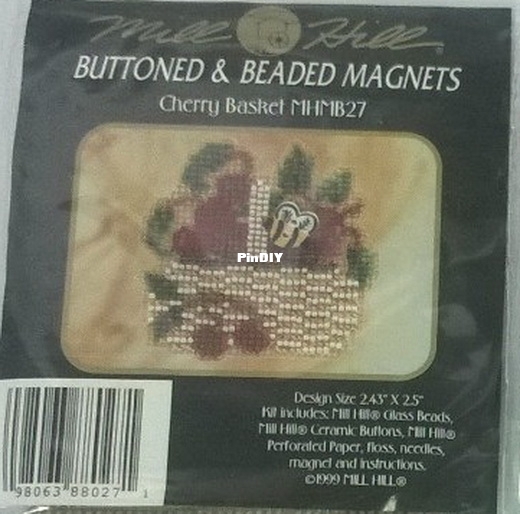 Mill Hill®
BUTTONED & BEADED MAGNETS
Cherry Basket MHMB27
PinDIY
Design Size 2.43" X 2.5"
Kit includes: Mill Hill® Glass Beads,
Mill Hill® Ceramic Buttons, Mill Hill®
Perforated Paper, floss, needles,
magnet and instructions.
©1999 MILL HILL®
98063 88027 1